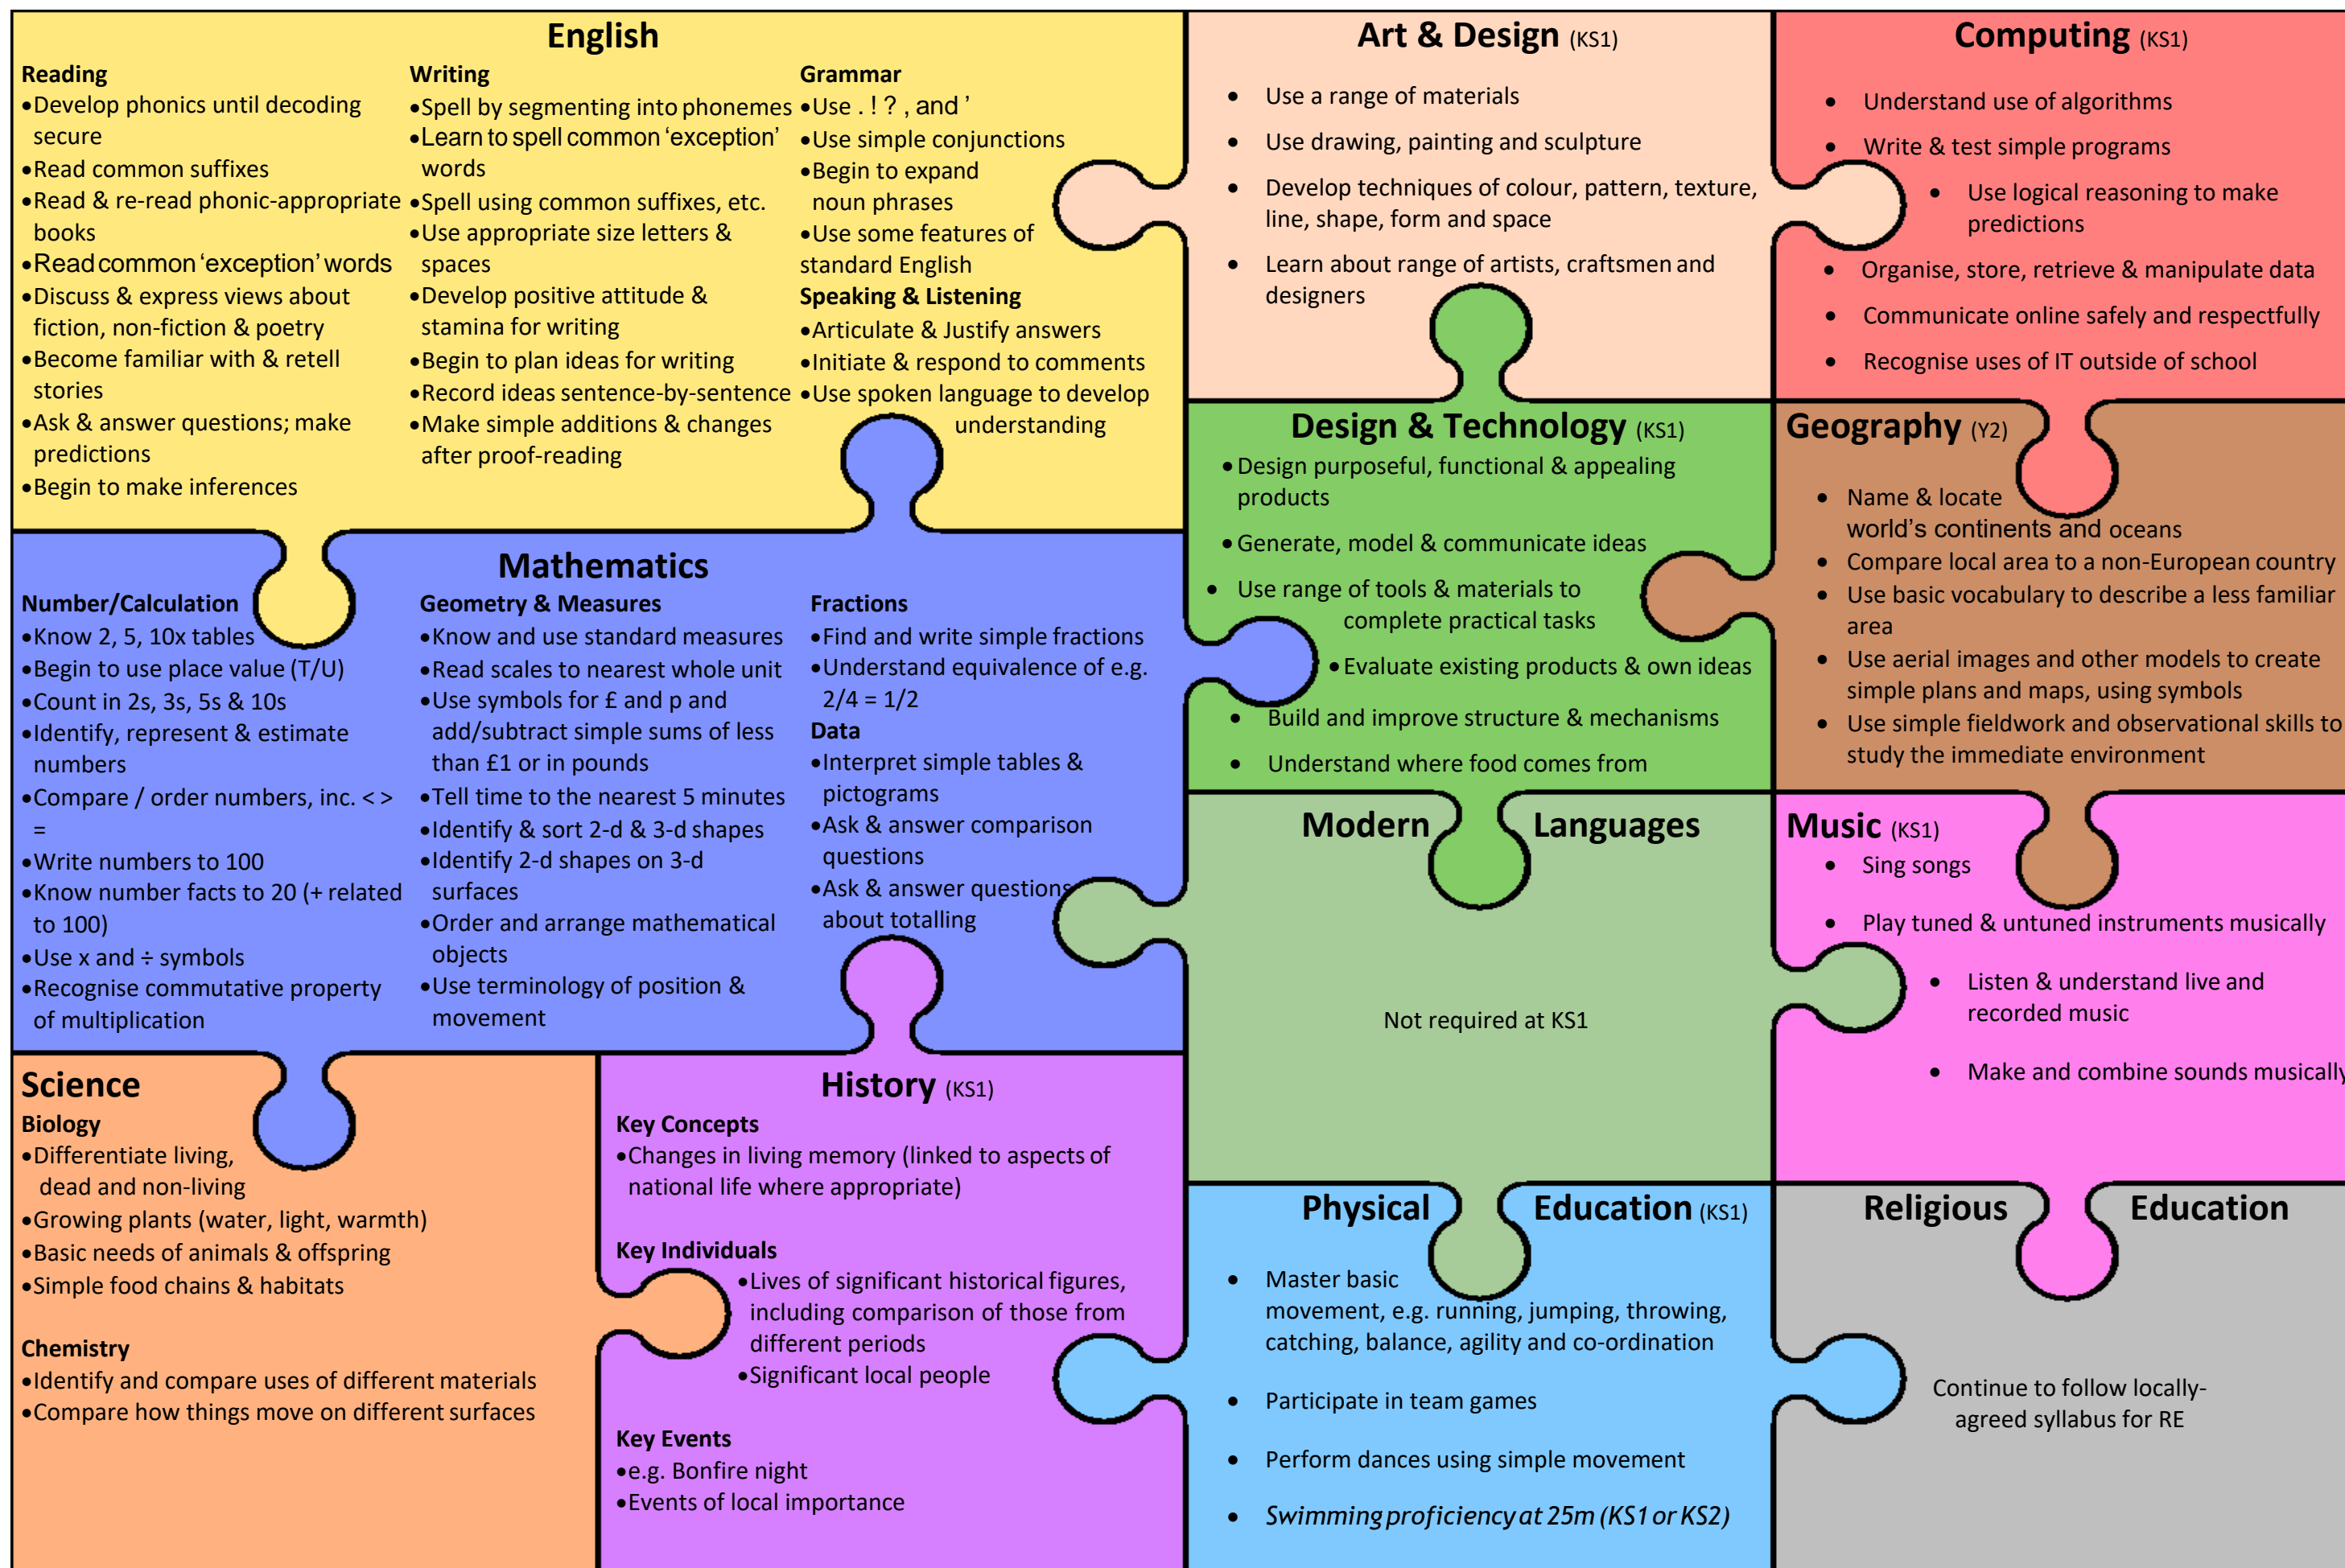 English
Reading
•Develop phonics until decoding
secure
•Read common suffixes
•Read & re-read phonic-appropriate
books
•Read common ‘exception’ words
•Discuss & express views about
fiction, non-fiction & poetry
•Become familiar with & retell
stories
•Ask & answer questions; make
predictions
•Begin to make inferences
Writing
•Spell by segmenting into phonemes
•Learn to spell common ‘exception’
words
•Spell using common suffixes, etc.
•Use appropriate size letters &
spaces
•Develop positive attitude &
stamina for writing
•Begin to plan ideas for writing
•Record ideas sentence-by-sentence
•Make simple additions & changes
after proof-reading
Grammar
•Use . ! ? , and ’
•Use simple conjunctions
•Begin to expand
noun phrases
•Use some features of
standard English
Speaking & Listening
•Articulate & Justify answers
•Initiate & respond to comments
•Use spoken language to develop
understanding
Art & Design (KS1)
• Use a range of materials
• Use drawing, painting and sculpture
• Develop techniques of colour, pattern, texture,
line, shape, form and space
• Learn about range of artists, craftsmen and
designers
Computing (KS1)
• Understand use of algorithms
• Write & test simple programs
• Use logical reasoning to make
predictions
• Organise, store, retrieve & manipulate data
• Communicate online safely and respectfully
• Recognise uses of IT outside of school
Mathematics
Number/Calculation
•Know 2, 5, 10x tables
•Begin to use place value (T/U)
•Count in 2s, 3s, 5s & 10s
•Identify, represent & estimate
numbers
•Compare / order numbers, inc. < >
=
•Write numbers to 100
•Know number facts to 20 (+ related
to 100)
•Use x and ÷ symbols
•Recognise commutative property
of multiplication
Geometry & Measures
•Know and use standard measures
•Read scales to nearest whole unit
•Use symbols for £ and p and
add/subtract simple sums of less
than £1 or in pounds
•Tell time to the nearest 5 minutes
•Identify & sort 2-d & 3-d shapes
•Identify 2-d shapes on 3-d
surfaces
•Order and arrange mathematical
objects
•Use terminology of position &
movement
Fractions
•Find and write simple fractions
•Understand equivalence of e.g.
2/4 = 1/2
Data
•Interpret simple tables &
pictograms
•Ask & answer comparison
questions
•Ask & answer questions
about totalling
Design & Technology (KS1)
•Design purposeful, functional & appealing
products
•Generate, model & communicate ideas
• Use range of tools & materials to
complete practical tasks
•Evaluate existing products & own ideas
• Build and improve structure & mechanisms
• Understand where food comes from
Geography (Y2)
• Name & locate
world’s continents and oceans
• Compare local area to a non-European country
• Use basic vocabulary to describe a less familiar
area
• Use aerial images and other models to create
simple plans and maps, using symbols
• Use simple fieldwork and observational skills to
study the immediate environment
Modern Languages
Not required at KS1
Music (KS1)
• Sing songs
• Play tuned & untuned instruments musically
• Listen & understand live and
recorded music
• Make and combine sounds musically
Science
Biology
•Differentiate living,
dead and non-living
•Growing plants (water, light, warmth)
•Basic needs of animals & offspring
•Simple food chains & habitats
Chemistry
•Identify and compare uses of different materials
•Compare how things move on different surfaces
History (KS1)
Key Concepts
•Changes in living memory (linked to aspects of
national life where appropriate)
Key Individuals
•Lives of significant historical figures,
including comparison of those from
different periods
•Significant local people
Key Events
•e.g. Bonfire night
•Events of local importance
Physical Education (KS1)
• Master basic
movement, e.g. running, jumping, throwing,
catching, balance, agility and co-ordination
• Participate in team games
• Perform dances using simple movement
• Swimming proficiency at 25m (KS1 or KS2)
Religious Education
Continue to follow locally-
agreed syllabus for RE